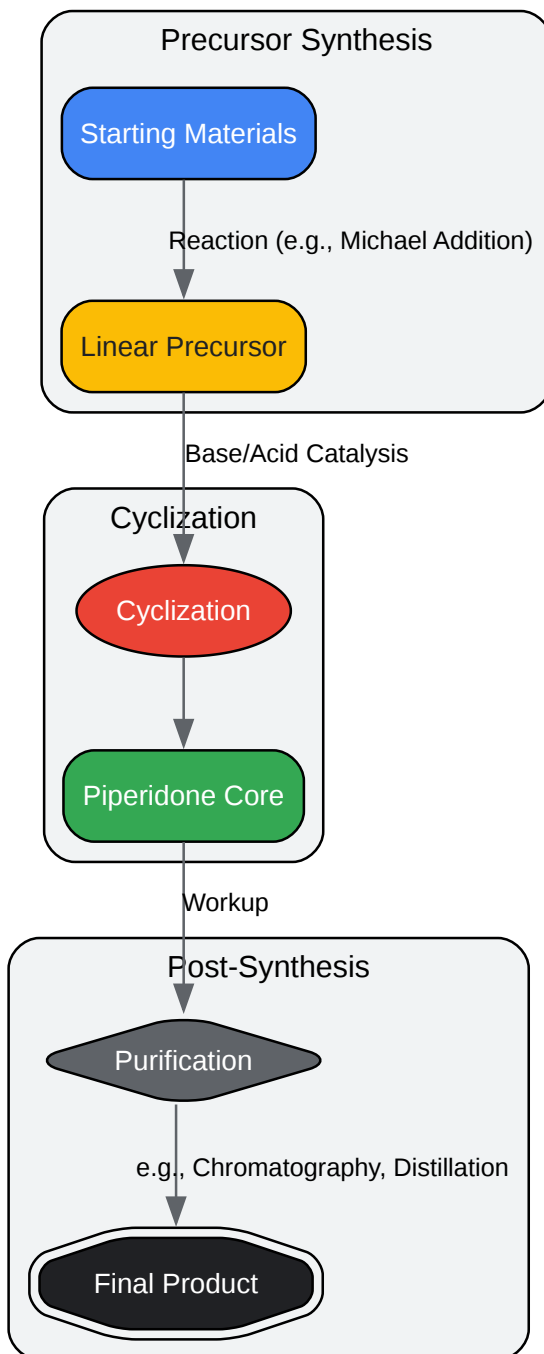 Precursor Synthesis
Starting Materials
Reaction (e.g., Michael Addition)
Linear Precursor
Base/Acid Catalysis
Cyclization
Cyclization
Piperidone Core
Workup
Post-Synthesis
Purification
e.g., Chromatography, Distillation
Final Product